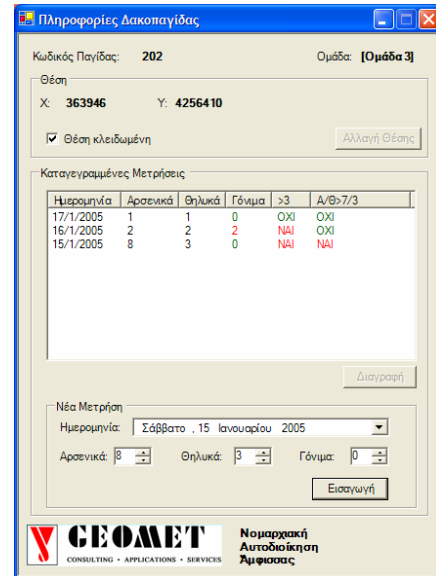 Πληροφορίες Δακοπαγίδας
Κωδικός Παγίδας: 202 Ομάδα: [Ομάδα 3]
Θέση
X: 363946 Y: 4256410
Θέση κλειδωμένη Αλλαγή Θέσης
Καταγεγραμμένες Μετρήσεις
Ημερομηνία Αρσενικά Θηλυκά Γόνιμα >3 Α/Θ>7/3
17/1/2005 1 1 0 ΟΧΙ ΟΧΙ
16/1/2005 2 2 2 ΝΑΙ ΟΧΙ
15/1/2005 8 3 0 ΝΑΙ ΝΑΙ
Διαγραφή
Νέα Μετρήση
Ημερομηνία: Σάββατο , 15 Ιανουαρίου 2005
Αρσενικά: 8 Θηλυκά: 3 Γόνιμα: 0
Εισαγωγή
GEOMET
CONSULTING • APPLICATIONS • SERVICES
Νομαρχιακή
Αυτοδιοίκηση
Άμφισσας